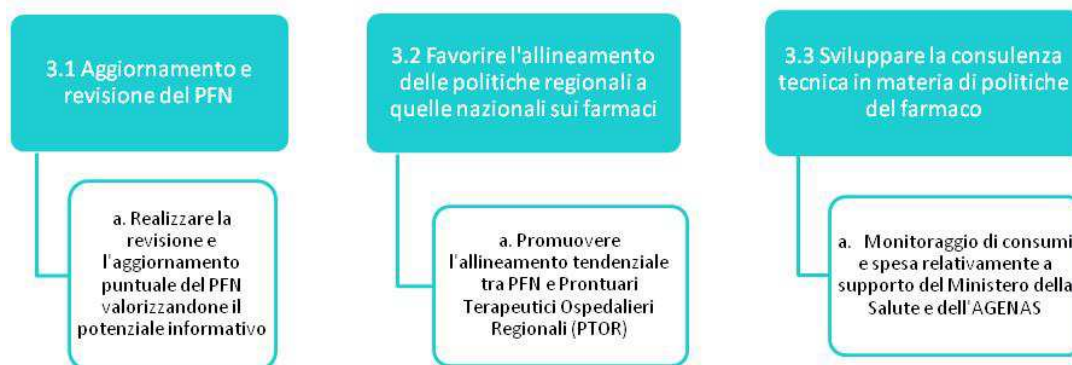 3.1 Aggiornamento e
revisione del PFN
a. Realizzare la
revisione e
l'aggiornamento
puntuale del PFN
valorizzandone il
potenziale informativo
3.2 Favorire l'allineamento
delle politiche regionali a
quelle nazionali sui farmaci
a. Promuovere
l'allineamento tendenziale
tra PFN e Prontuari
Terapeutici Ospedalieri
Regionali (PTOR)
3.3 Sviluppare la consulenza
tecnica in materia di politiche
del farmaco
a. Monitoraggio di consumi
e spesa relativamente a
supporto del Ministero della
Salute e dell'AGENAS